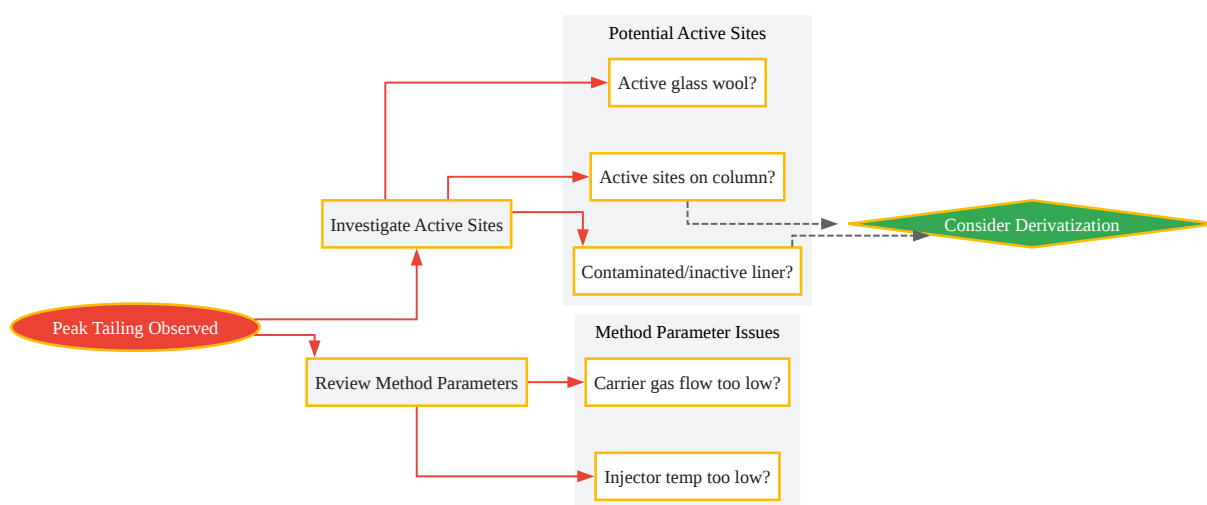 Potential Active Sites
Active glass wool?
Active sites on column?
Investigate Active Sites
Consider Derivatization
Contaminated/inactive liner?
Peak Tailing Observed
Method Parameter Issues
Review Method Parameters
Carrier gas flow too low?
Injector temp too low?